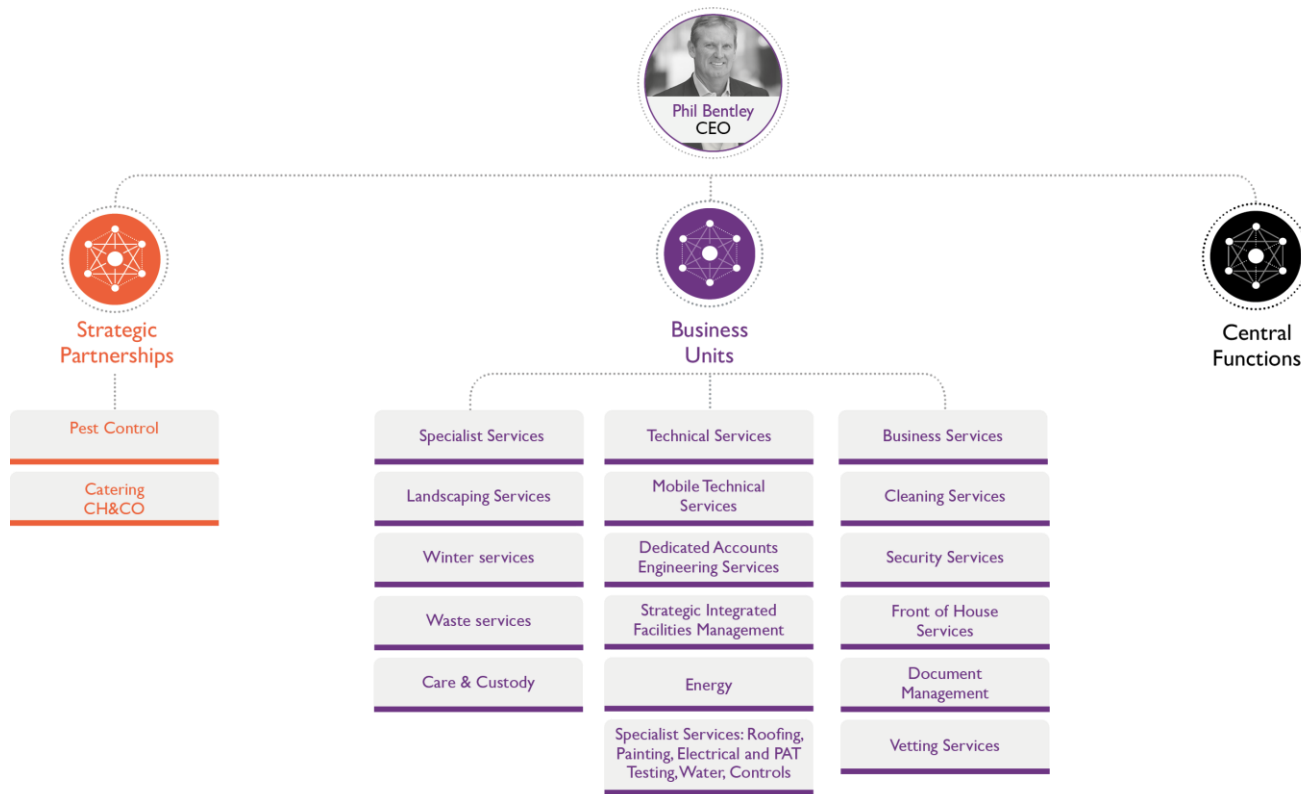 Phil Bentley
CEO
Strategic
Partnerships
Business
Units
Central
Functions
Pest Control
Catering
CH&CO
Specialist Services
Landscaping Services
Winter services
Waste services
Care & Custody
Technical Services
Mobile Technical
Services
Dedicated Accounts
Engineering Services
Strategic Integrated
Facilities Management
Energy
Specialist Services: Roofing,
Painting, Electrical and PAT
Testing, Water, Controls
Business Services
Cleaning Services
Security Services
Front of House
Services
Document
Management
Vetting Services